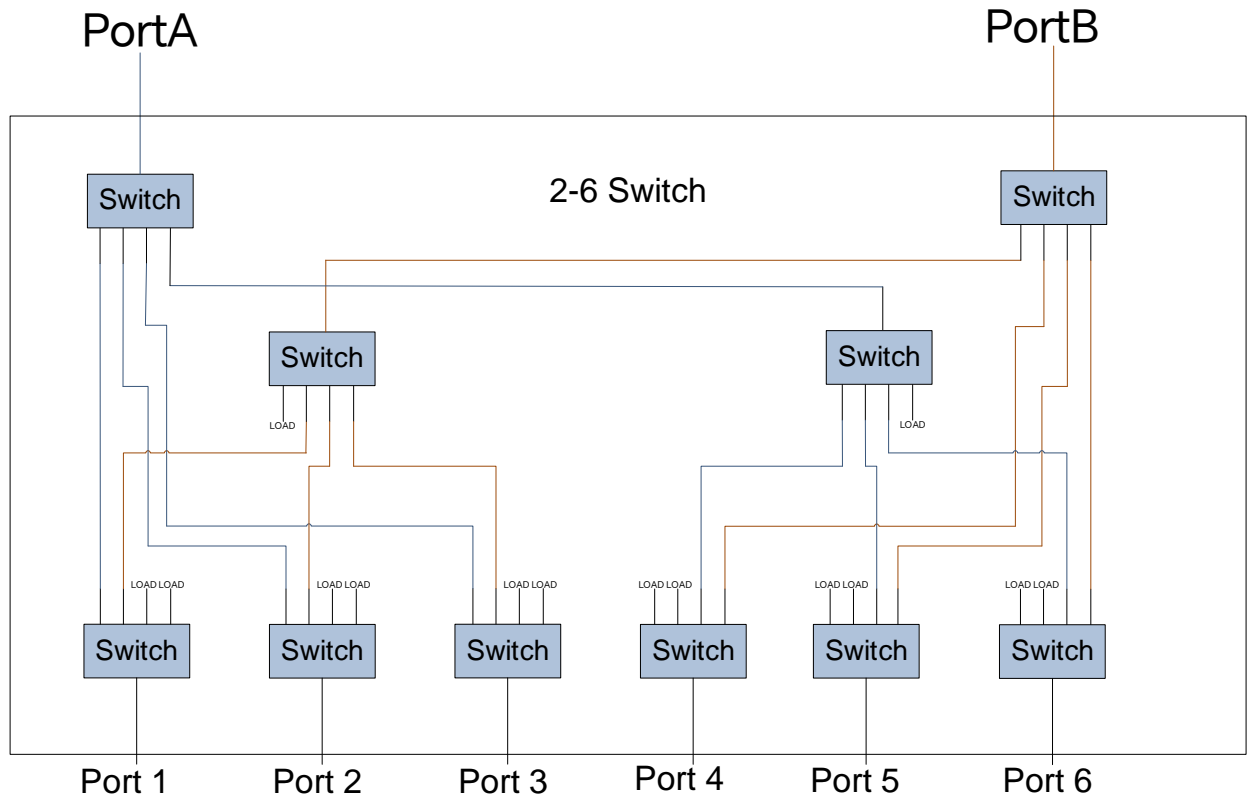 PortA
PortB
Switch
2-6 Switch
Switch
Switch
Switch
LOAD
LOAD
LOAD LOAD
LOAD LOAD
LOAD LOAD
LOAD LOAD
LOAD LOAD
LOAD LOAD
Switch
Switch
Switch
Switch
Switch
Switch
Port 1
Port 2
Port 3
Port 4
Port 5
Port 6